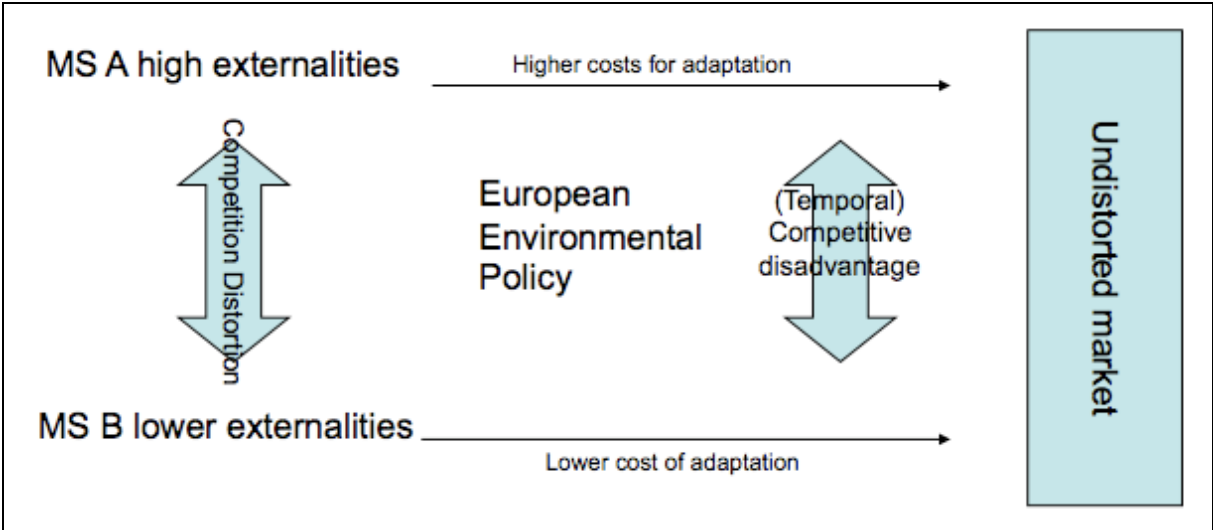 MS A high externalities
Higher costs for adaptation
Competition Distortion
European
Environmental
Policy
(Temporal)
Competitive
disadvantage
Undistorted market
MS B lower externalities
Lower cost of adaptation